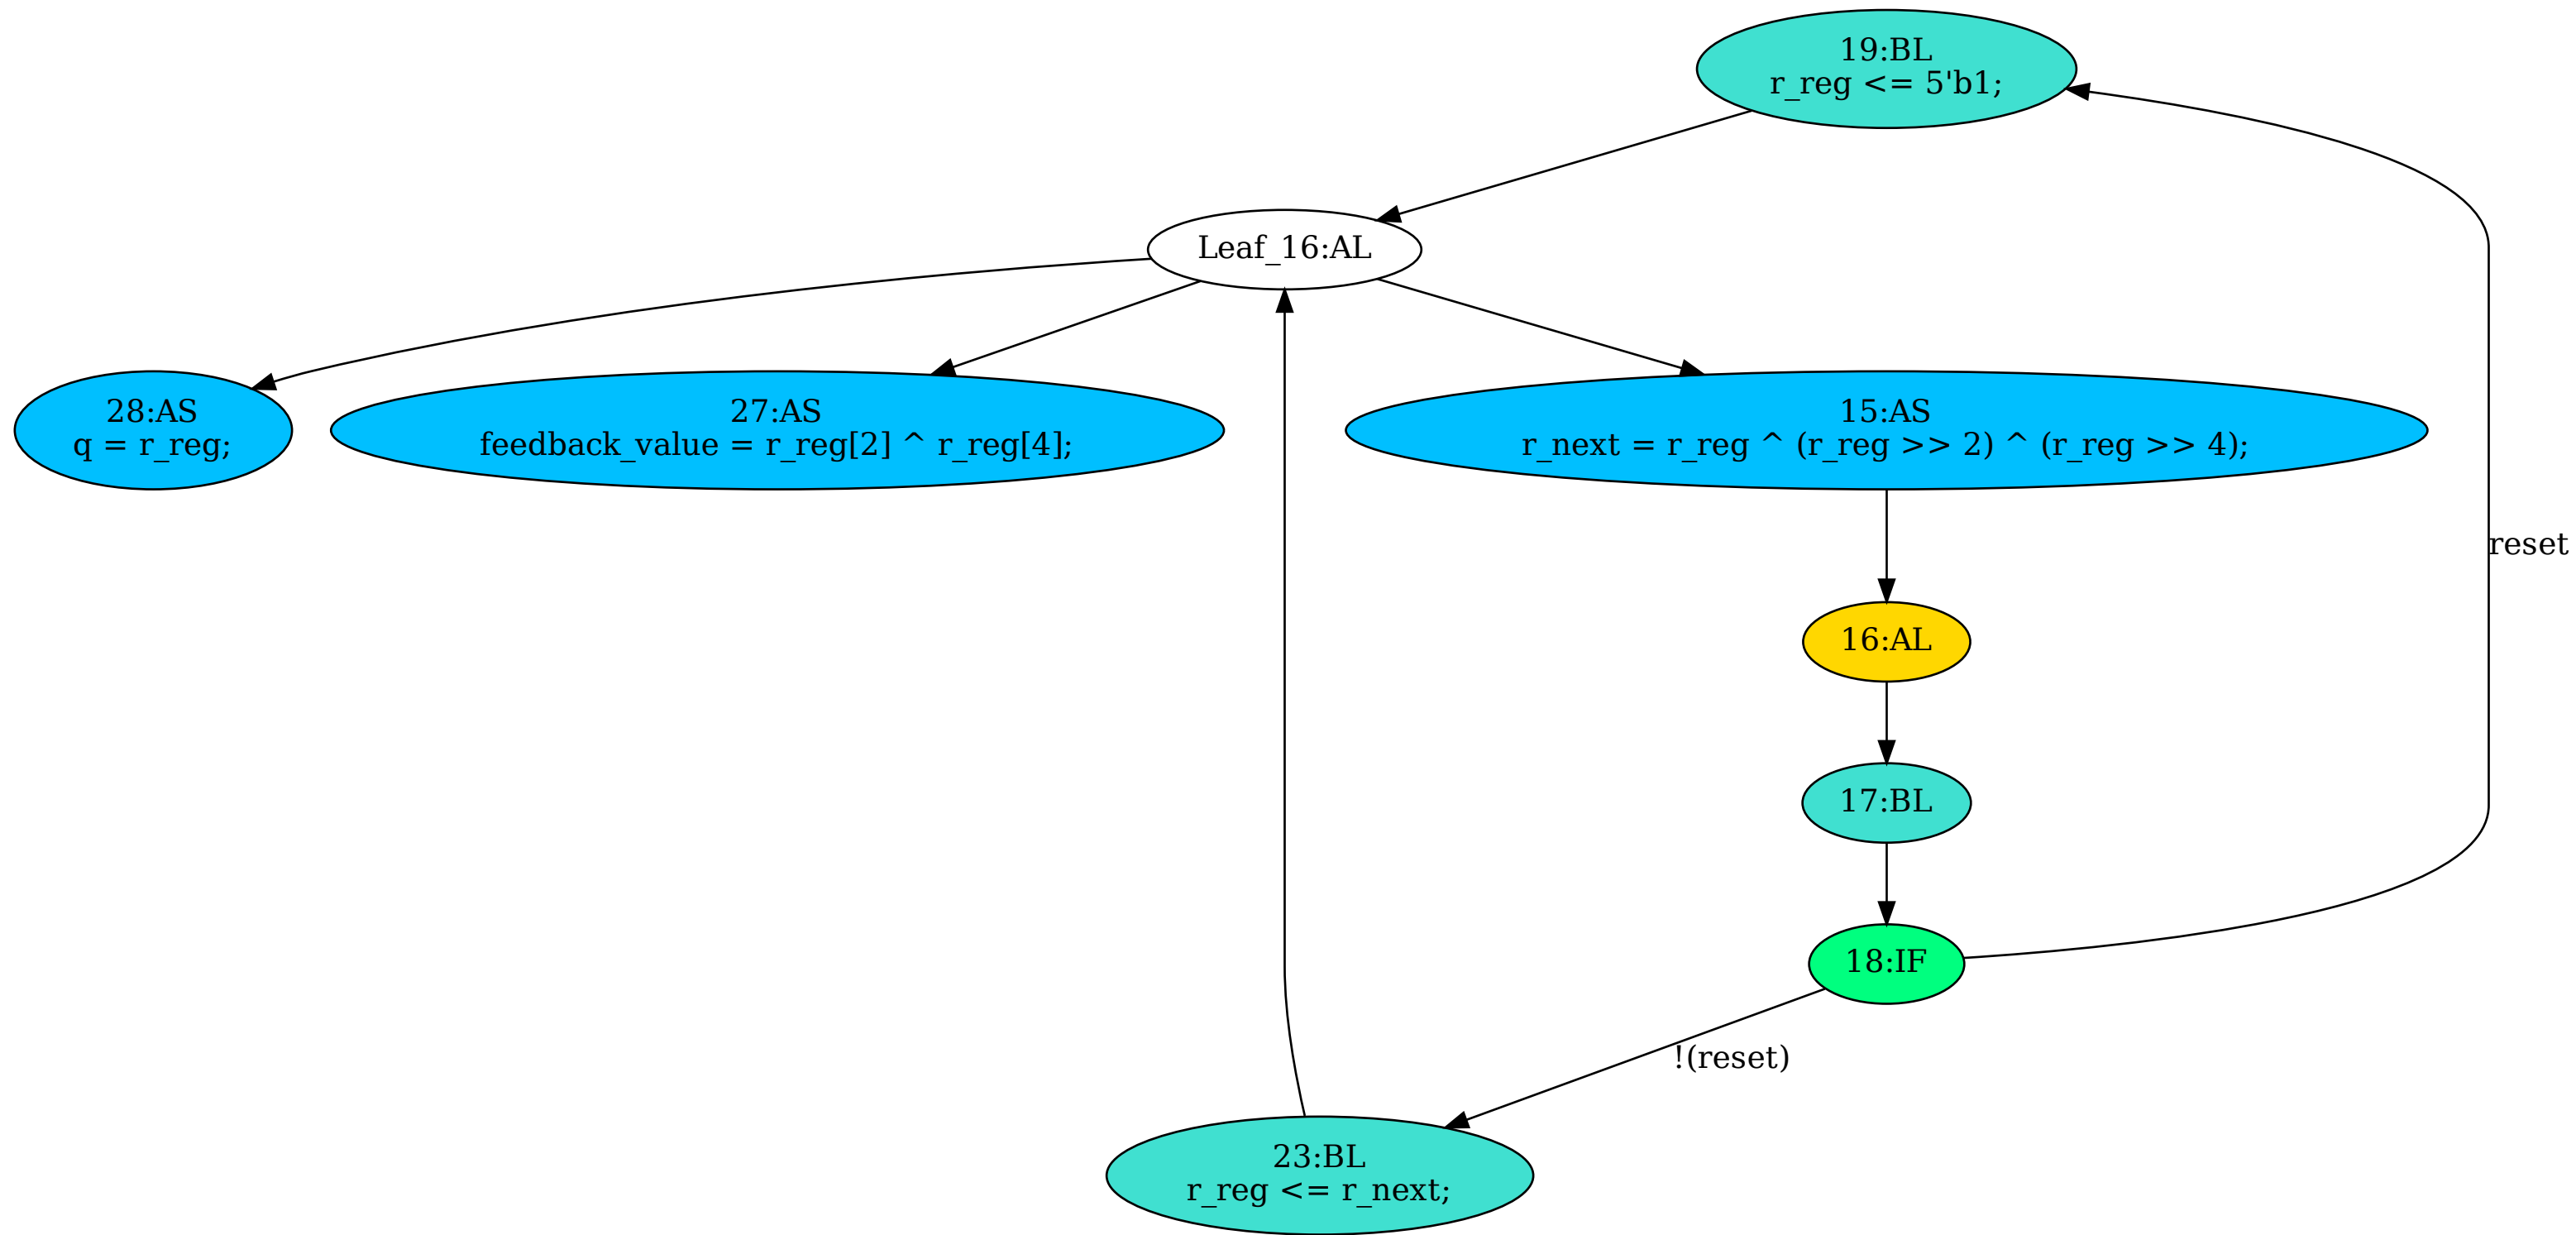 19:BL
r_reg <= 5'b1;
Leaf_16:AL
28:AS
q = r_reg;
27:AS
feedback_value = r_reg[2] ^ r_reg[4];
15:AS
r_next = r_reg ^ (r_reg >> 2) ^ (r_reg >> 4);
reset
16:AL
17:BL
18:IF
!(reset)
23:BL
r_reg <= r_next;